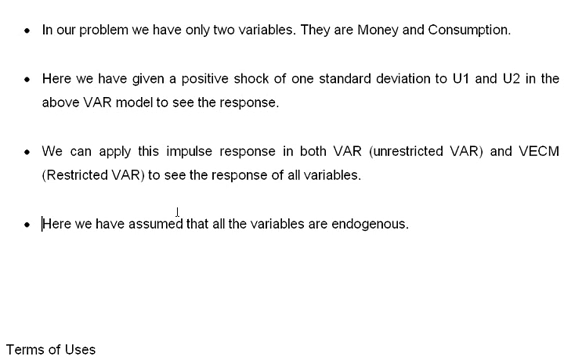 • In our problem we have only two variables. They are Money and Consumption.
• Here we have given a positive shock of one standard deviation to U1 and U2 in the
above VAR model to see the response.
• We can apply this impulse response in both VAR (unrestricted VAR) and VECM
(Restricted VAR) to see the response of all variables.
• Here we have assumed that all the variables are endogenous.
Terms of Uses